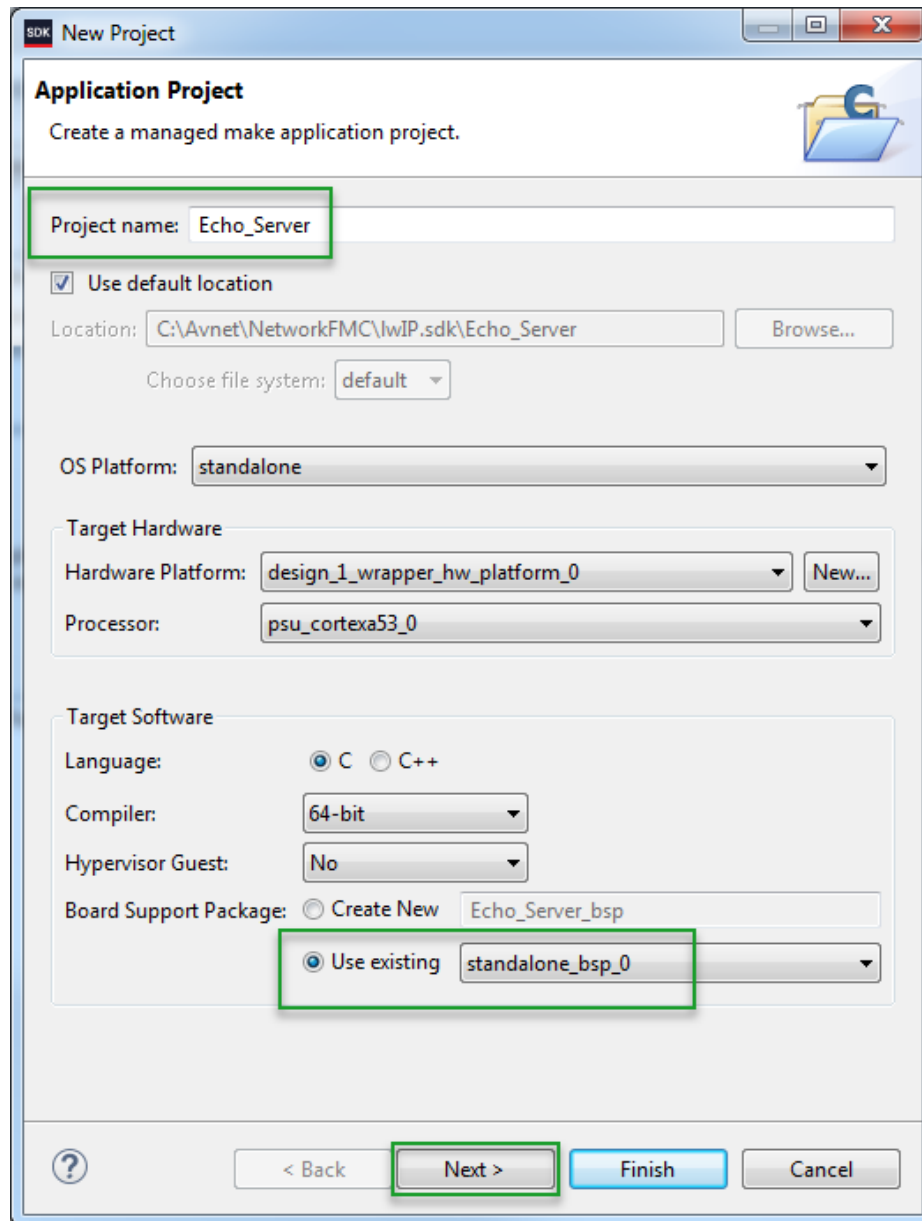 SDK New Project
Application Project
Create a managed make application project.
C
Project name: Echo_Server
Use default location
Location: C:\Avnet\NetworkFMC\lwIP.sdk\Echo_Server Browse...
Choose file system: default
OS Platform: standalone
Target Hardware
Hardware Platform: design_1_wrapper_hw_platform_0 New...
Processor: psu_cortexa53_0
Target Software
Language: C C++
Compiler: 64-bit
Hypervisor Guest: No
Board Support Package: Create New Echo_Server_bsp
Use existing standalone_bsp_0
? < Back Next > Finish Cancel